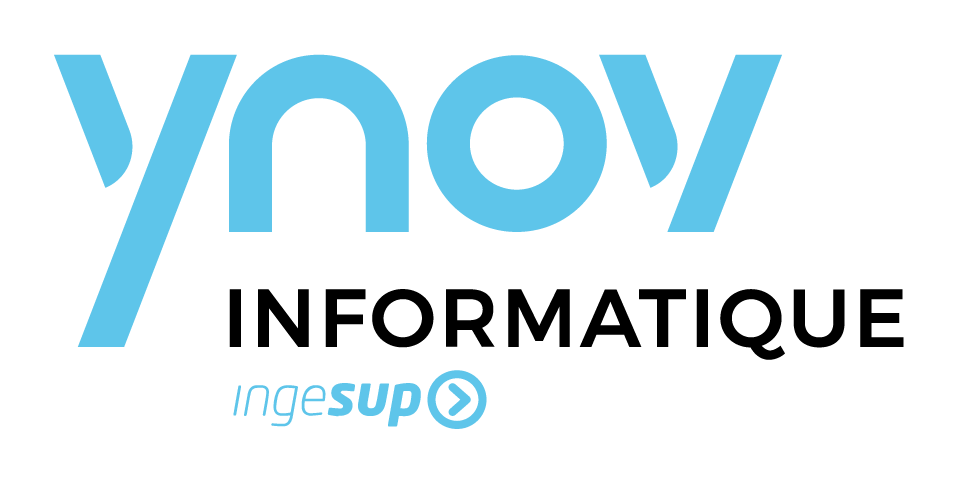 ynov
INFORMATIQUE
ingesup